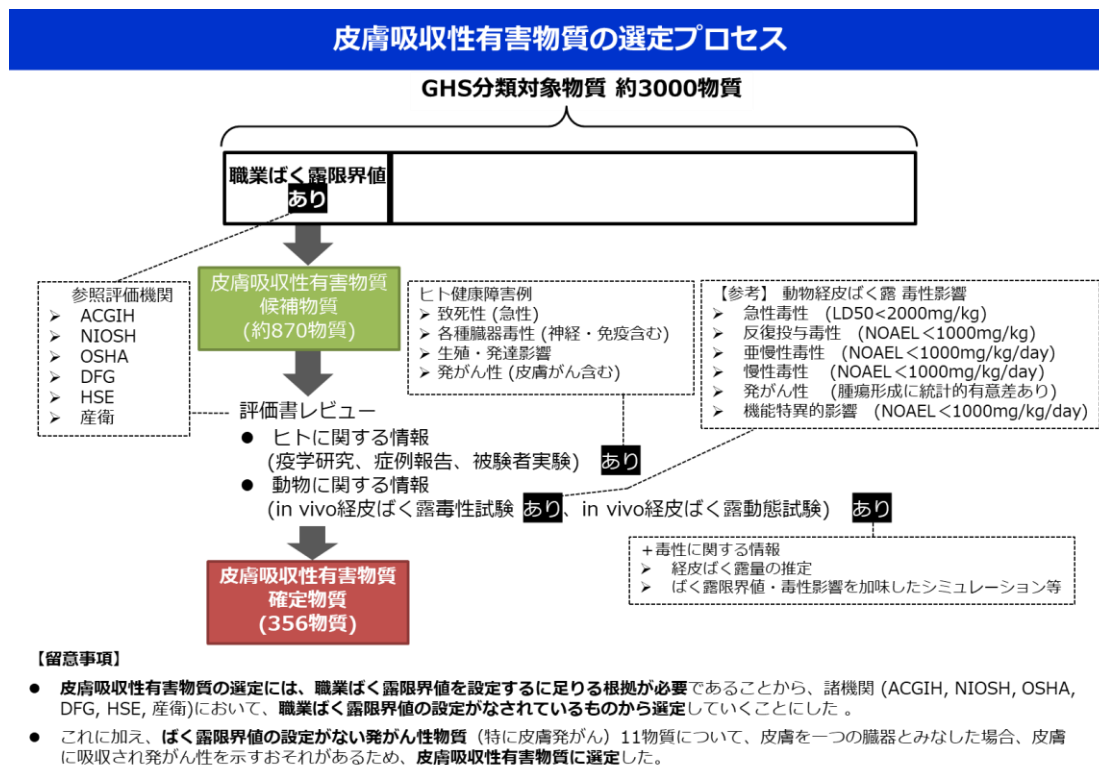 皮膚吸収性有害物質の選定プロセス
GHS分類対象物質 約3000物質
職業ばく露限界値
あり
皮膚吸収性有害物質
候補物質
(約870物質)
参照評価機関
➢ ACGIH
➢ NIOSH
➢ OSHA
➢ DFG
➢ HSE
➢ 産衛
ヒト健康障害例
➢ 致死性 (急性)
➢ 各種臓器毒性 (神経・免疫含む)
➢ 生殖・発達影響
➢ 発がん性 (皮膚がん含む)
【参考】 動物経皮ばく露 毒性影響
➢ 急性毒性 (LD50<2000mg/kg)
➢ 反復投与毒性 (NOAEL<1000mg/kg)
➢ 亜慢性毒性 (NOAEL<1000mg/kg/day)
➢ 慢性毒性 (NOAEL<1000mg/kg/day)
➢ 発がん性 (腫瘍形成に統計的有意差あり)
➢ 機能特異的影響 (NOAEL<1000mg/kg/day)
評価書レビュー
● ヒトに関する情報
(疫学研究、症例報告、被験者実験) あり
● 動物に関する情報
(in vivo経皮ばく露毒性試験 あり、in vivo経皮ばく露動態試験) あり
+毒性に関する情報
➢ 経皮ばく露量の推定
➢ ばく露限界値・毒性影響を加味したシミュレーション等
皮膚吸収性有害物質
確定物質
(356物質)
【留意事項】
● 皮膚吸収性有害物質の選定には、職業ばく露限界値を設定するに足りる根拠が必要であることから、諸機関 (ACGIH, NIOSH, OSHA,
DFG, HSE, 産衛)において、職業ばく露限界値の設定がなされているものから選定していくことにした 。
● これに加え、ばく露限界値の設定がない発がん性物質（特に皮膚発がん）11物質について、皮膚を一つの臓器とみなした場合、皮膚
に吸収され発がん性を示すおそれがあるため、皮膚吸収性有害物質に選定した。